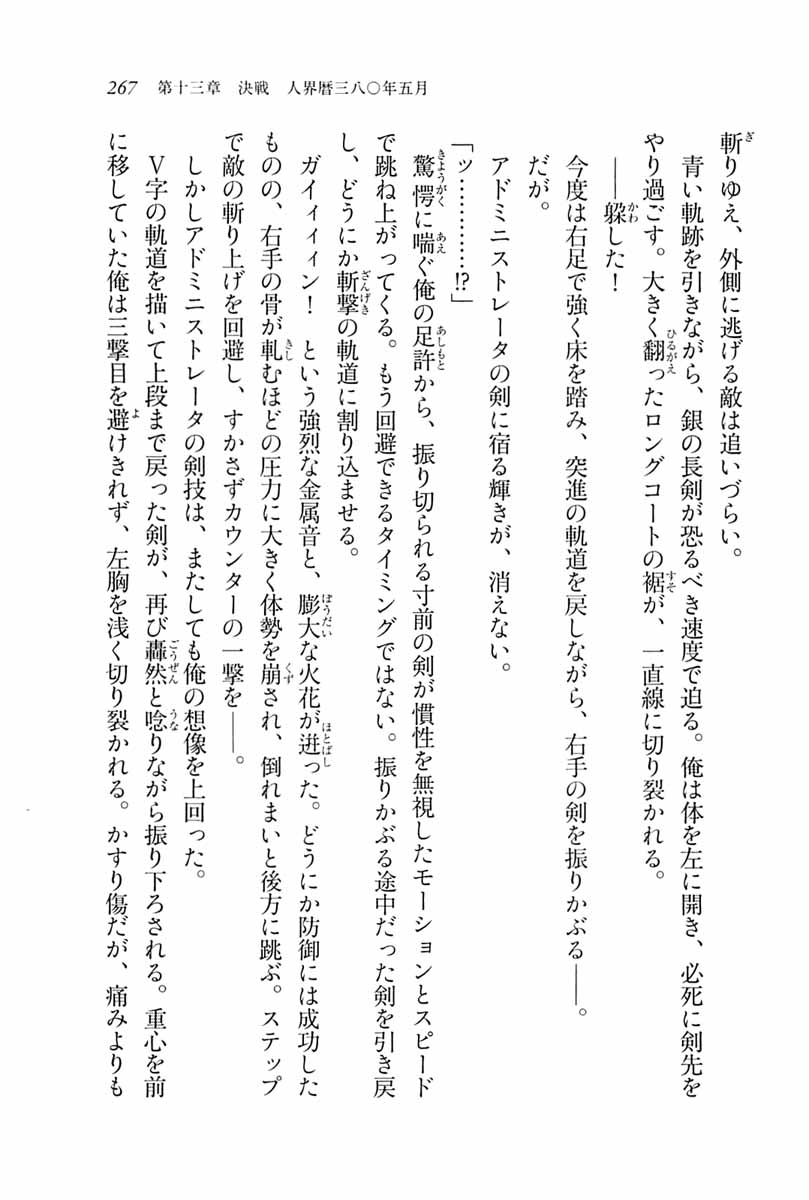 267 第十三章 決戦 人界暦三八〇年五月
斬りゆえ、外側に逃げる敵は追いづらい。
青い軌跡を引きながら、銀の長剣が恐るべき速度で迫る。俺は体を左に開き、必死に剣先を
やり過ごす。大きく翻ったロングコートの裾が、一直線に切り裂かれる。
――躱した!
今度は右足で強く床を踏み、突進の軌道を戻しながら、右手の剣を振りかぶる――。
だが。
アドミニストレータの剣に宿る輝きが、消えない。
「ッ…………!?」
驚愕に喘ぐ俺の足許から、振り切られる寸前の剣が慣性を無視したモーションとスピード
で跳ね上がってくる。もう回避できるタイミングではない。振りかぶる途中だった剣を引き戻
し、どうにか斬撃の軌道に割り込ませる。
ガイィィィン! という強烈な金属音と、膨大な火花が迸った。どうにか防御には成功した
ものの、右手の骨が軋むほどの圧力に大きく体勢を崩され、倒れまいと後方に跳ぶ。ステップ
で敵の斬り上げを回避し、すかさずカウンターの一撃を――。
しかしアドミニストレータの剣技は、またしても俺の想像を上回った。
V字の軌道を描いて上段まで戻った剣が、再び轟然と唸りながら振り下ろされる。重心を前
に移していた俺は三撃目を避けきれず、左胸を浅く切り裂かれる。かすり傷だが、痛みよりも